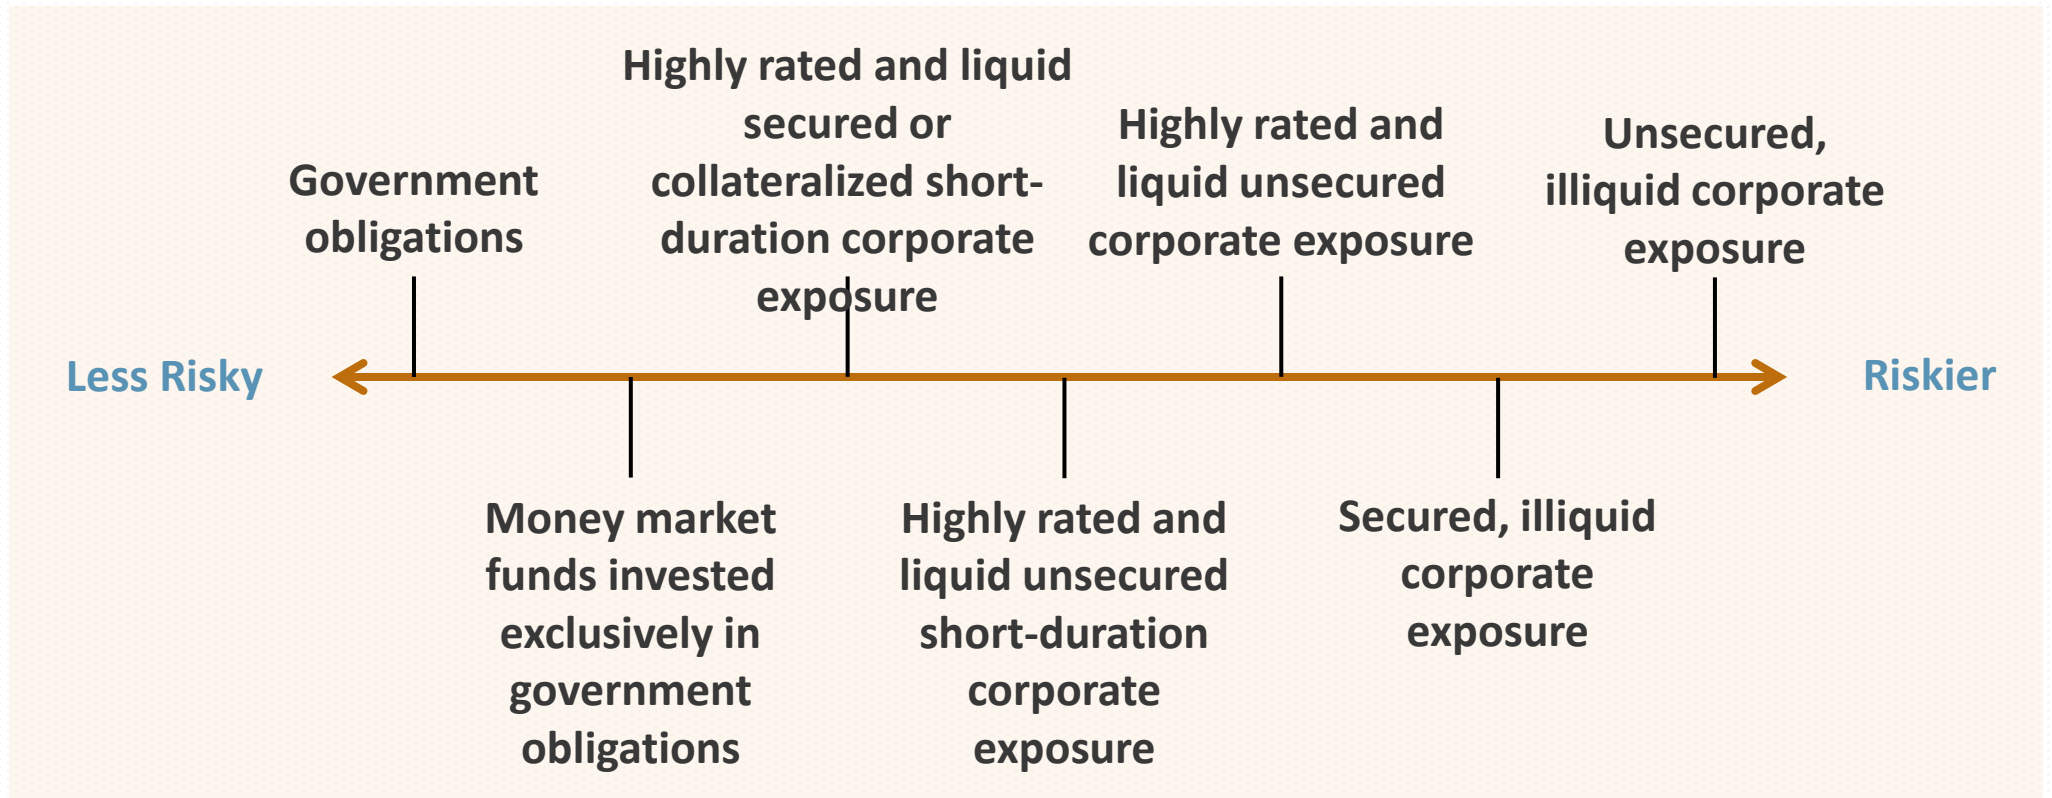 Highly rated and liquid
secured or
collateralized short-
duration corporate
exposure
Highly rated and
liquid unsecured
corporate exposure
Unsecured,
illiquid corporate
exposure
Government
obligations
Less Risky
Riskier
Money market
funds invested
exclusively in
government
obligations
Highly rated and
liquid unsecured
short-duration
corporate
exposure
Secured, illiquid
corporate
exposure